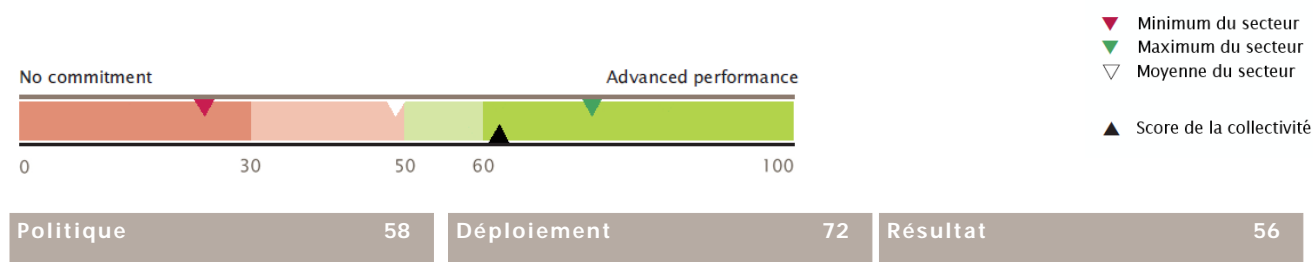 Minimum du secteur
Maximum du secteur
Moyenne du secteur
Score de la collectivité
No commitment Advanced performance
0 30 50 60 100
Politique 58 Déploiement 72 Résultat 56